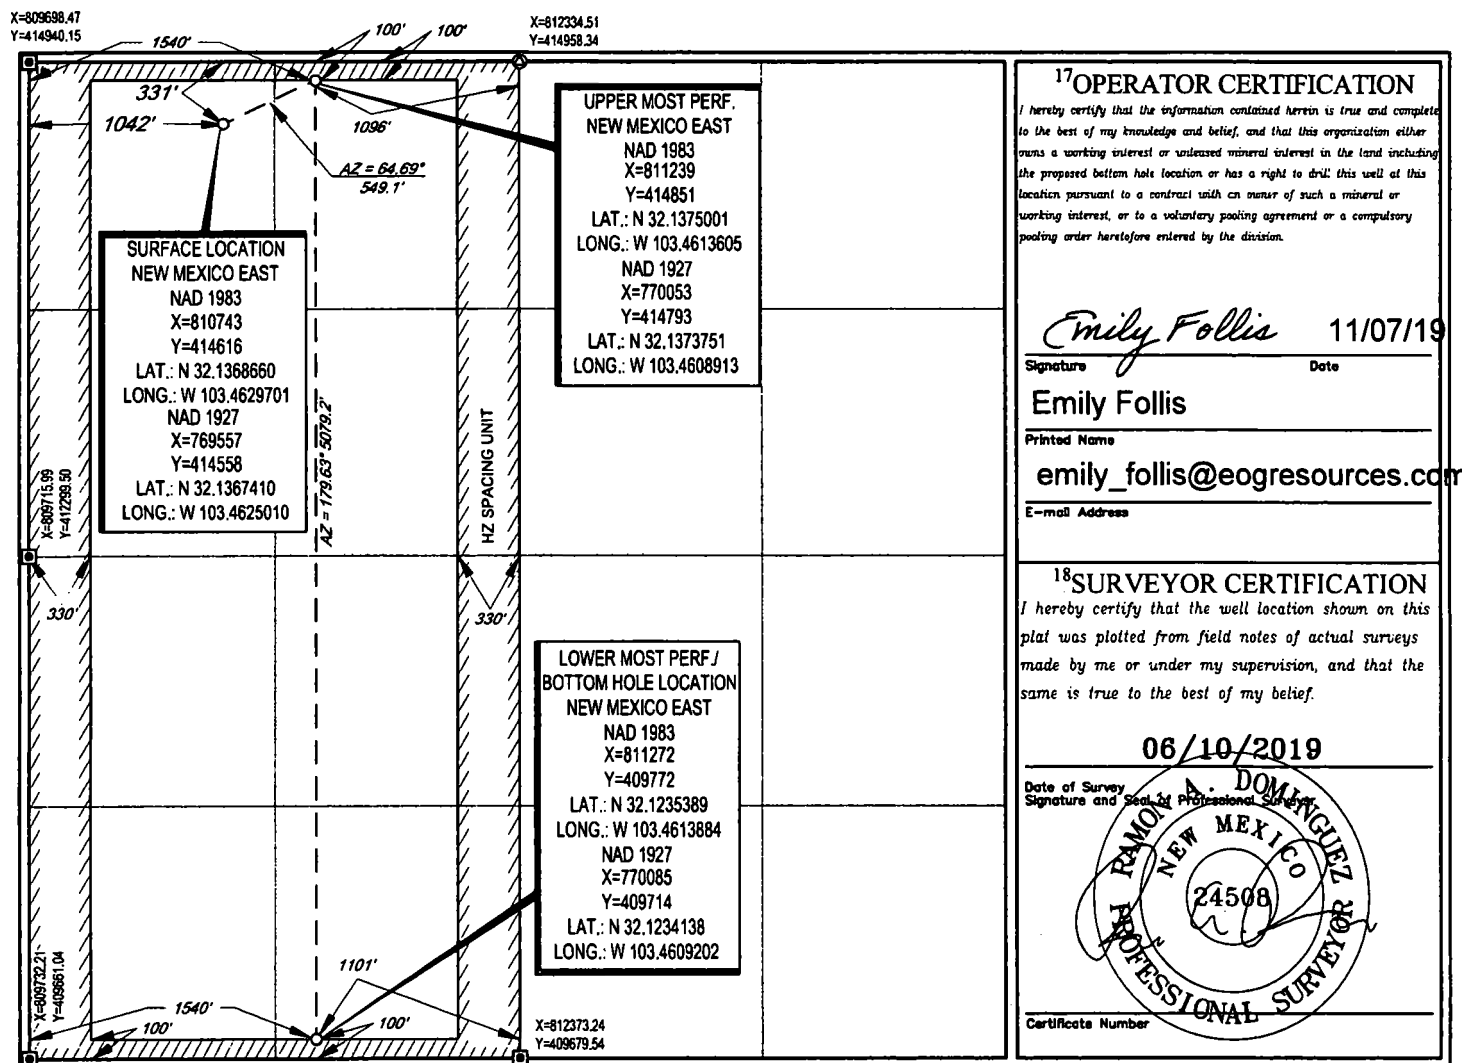 X=809698.47
Y=414940.15
X=812334.51
Y=414958.34
1540'
100'
100'
331'
1042'
1096'
AZ = 64.69°
549.1'
UPPER MOST PERF.
NEW MEXICO EAST
NAD 1983
X=811239
Y=414851
LAT.: N 32.1375001
LONG.: W 103.4613605
NAD 1927
X=770053
Y=414793
LAT.: N 32.1373751
LONG.: W 103.4608913
SURFACE LOCATION
NEW MEXICO EAST
NAD 1983
X=810743
Y=414616
LAT.: N 32.1368660
LONG.: W 103.4629701
NAD 1927
X=769557
Y=414558
LAT.: N 32.1367410
LONG.: W 103.4625010
AZ = 179.63° 5079.2'
HZ SPACING UNIT
X=809715.99
Y=412299.50
330'
330'
LOWER MOST PERF./
BOTTOM HOLE LOCATION
NEW MEXICO EAST
NAD 1983
X=811272
Y=409772
LAT.: N 32.1235389
LONG.: W 103.4613884
NAD 1927
X=770085
Y=409714
LAT.: N 32.1234138
LONG.: W 103.4609202
X=809732.21
Y=409661.04
1540'
100'
1101'
100'
X=812373.24
Y=409679.54
17OPERATOR CERTIFICATION
I hereby certify that the information contained herein is true and complete
to the best of my knowledge and belief, and that this organization either
owns a working interest or unleased mineral interest in the land including
the proposed bottom hole location or has a right to drill this well at this
location pursuant to a contract with an owner of such a mineral or
working interest, or to a voluntary pooling agreement or a compulsory
pooling order heretofore entered by the division.
Emily Follis 11/07/19
Signature Date
Emily Follis
Printed Name
emily_follis@eogresources.com
E-mail Address
18SURVEYOR CERTIFICATION
I hereby certify that the well location shown on this
plat was plotted from field notes of actual surveys
made by me or under my supervision, and that the
same is true to the best of my belief.
06/10/2019
Date of Survey
Signature and Seal of Professional Surveyor
RAMON A. DOMINGUEZ
NEW MEXICO
24508
PROFESSIONAL SURVEYOR
Certificate Number